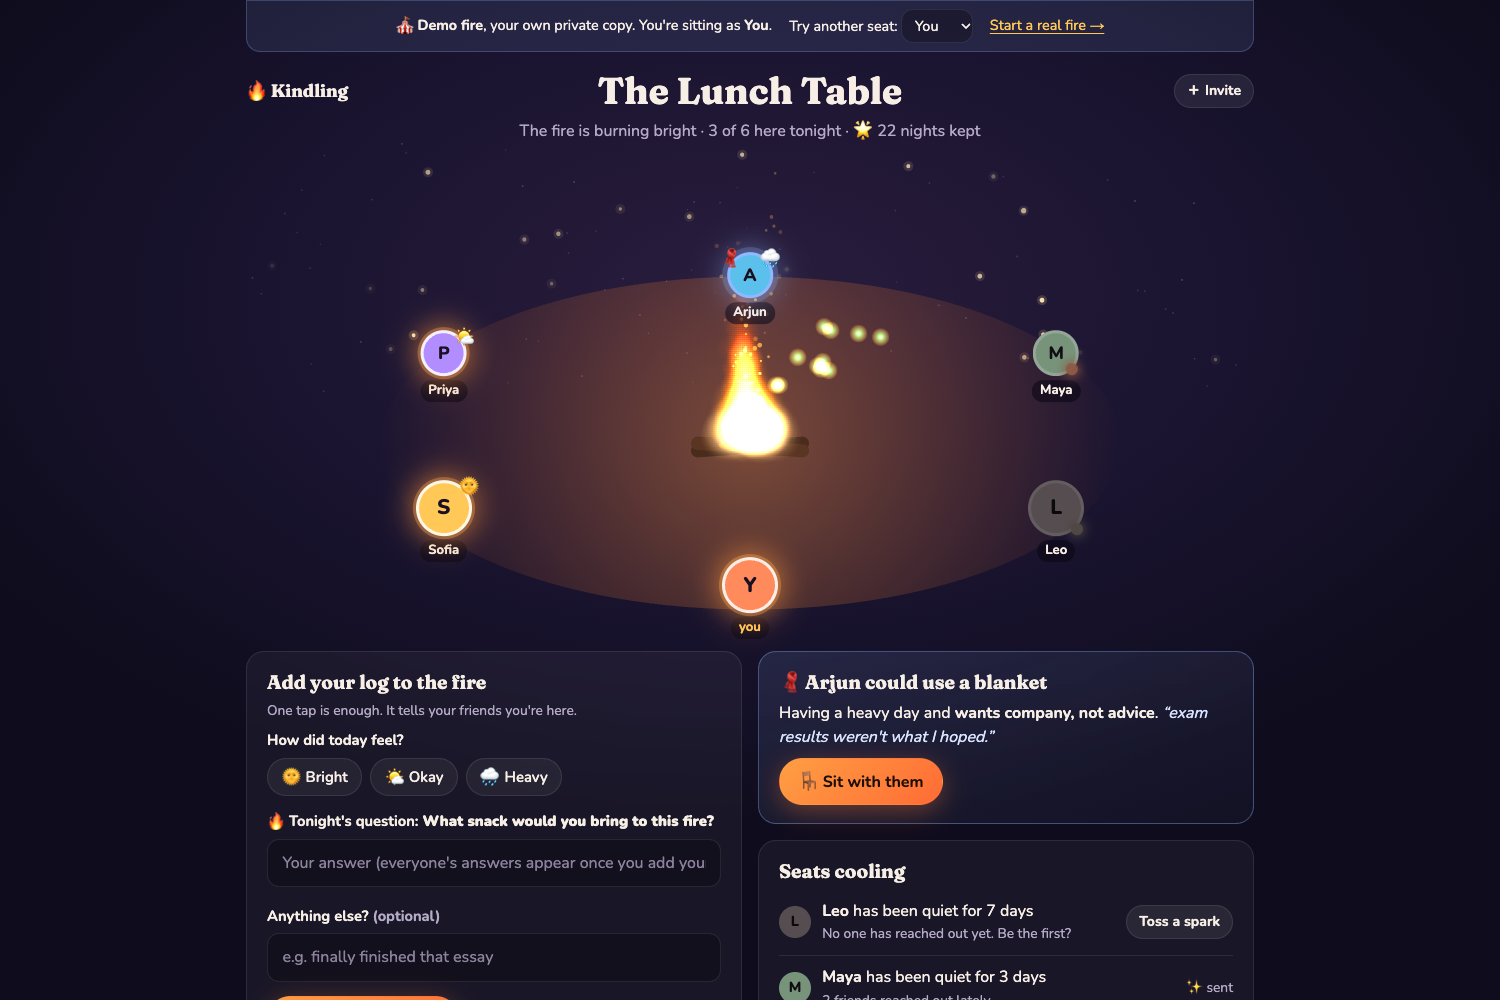 Demo fire, your own private copy. You're sitting as You. Try another seat: You Start a real fire →
Kindling
The Lunch Table
+ Invite
The fire is burning bright · 3 of 6 here tonight · 22 nights kept
A
Arjun
P
Priya
M
Maya
S
Sofia
L
Leo
Y
you
Add your log to the fire
One tap is enough. It tells your friends you're here.
How did today feel?
Bright
Okay
Heavy
Tonight's question: What snack would you bring to this fire?
Your answer (everyone's answers appear once you add you
Anything else? (optional)
e.g. finally finished that essay
Arjun could use a blanket
Having a heavy day and wants company, not advice. “exam
results weren't what I hoped.”
Sit with them
Seats cooling
L
Leo has been quiet for 7 days
No one has reached out yet. Be the first?
Toss a spark
M
Maya has been quiet for 3 days
sent